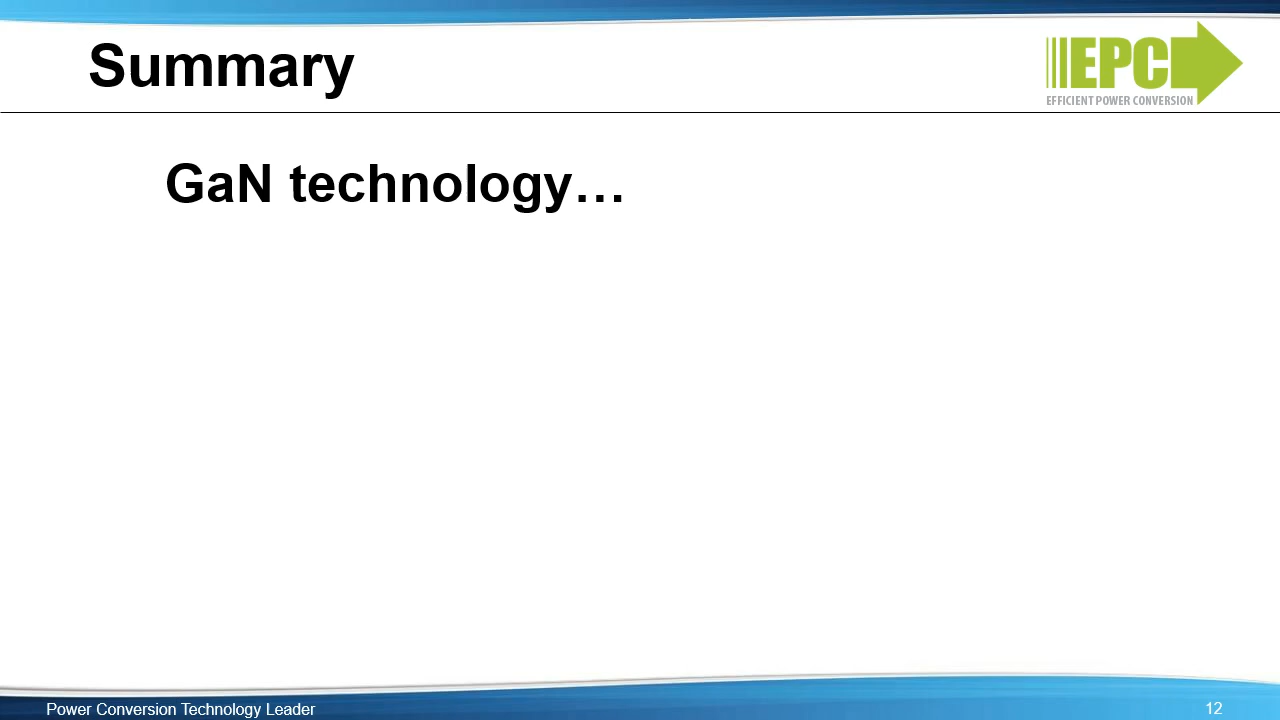 Summary
EPC
EFFICIENT POWER CONVERSION
GaN technology…
Power Conversion Technology Leader
12